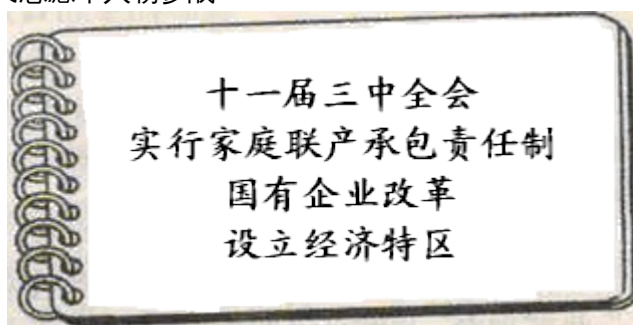 十一届三中全会
实行家庭联产承包责任制
国有企业改革
设立经济特区